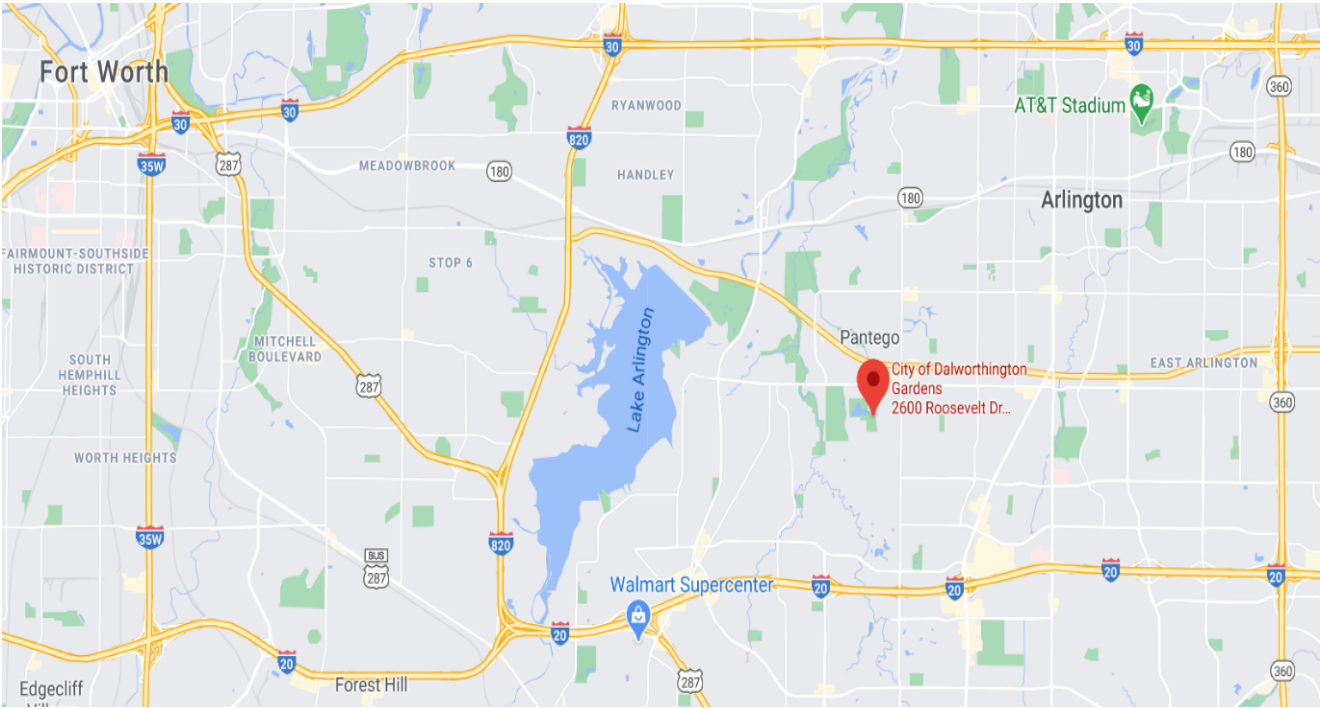 30
30
Fort Worth
360
AT&T Stadium
RYANWOOD
30
30
820
180
35W
287
MEADOWBROOK
180
HANDLEY
180
Arlington
FAIRMOUNT-SOUTHSIDE
HISTORIC DISTRICT
STOP 6
Lake Arlington
Pantego
MITCHELL
BOULEVARD
SOUTH
HEMPHILL
HEIGHTS
EAST ARLINGTON
City of Dalworthington
Gardens
2600 Roosevelt Dr...
287
360
WORTH HEIGHTS
35W
820
BUS
287
Walmart Supercenter
20
20
20
20
20
20
Forest Hill
287
360
Edgecliff